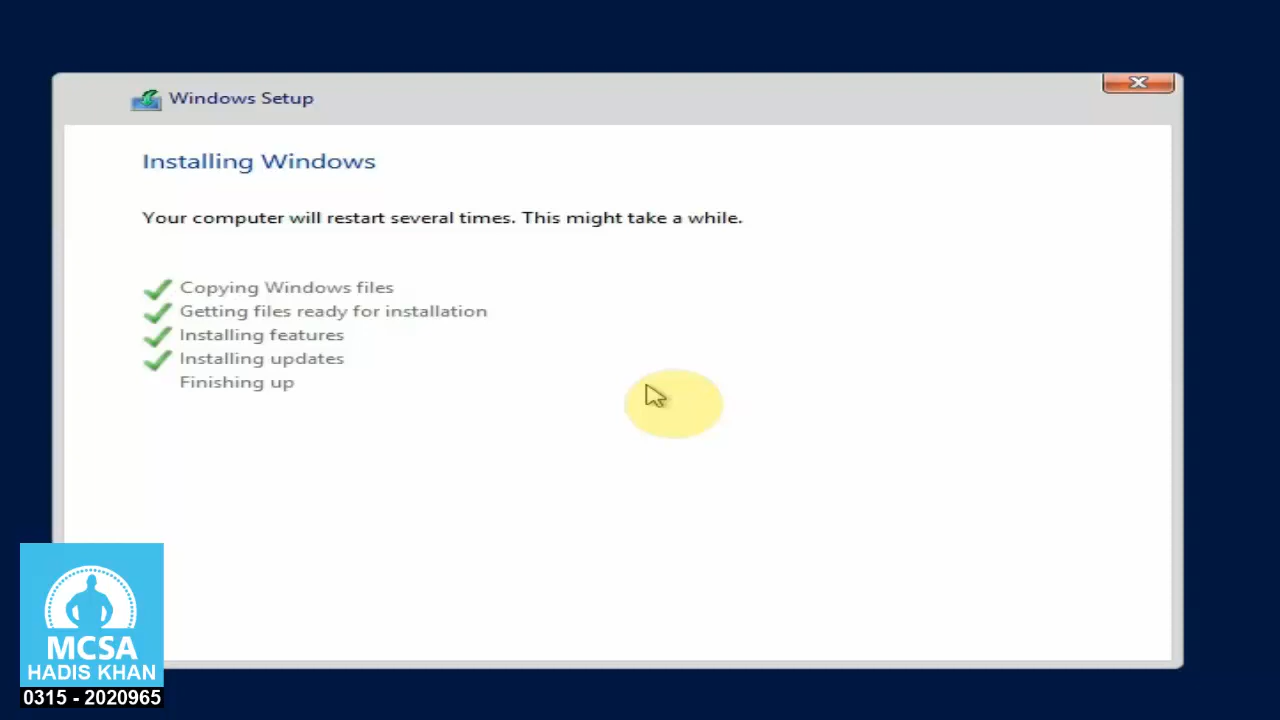 Windows Setup
Installing Windows
Your computer will restart several times. This might take a while.
Copying Windows files
Getting files ready for installation
Installing features
Installing updates
Finishing up
MCSA
HADIS KHAN
0315 - 2020965